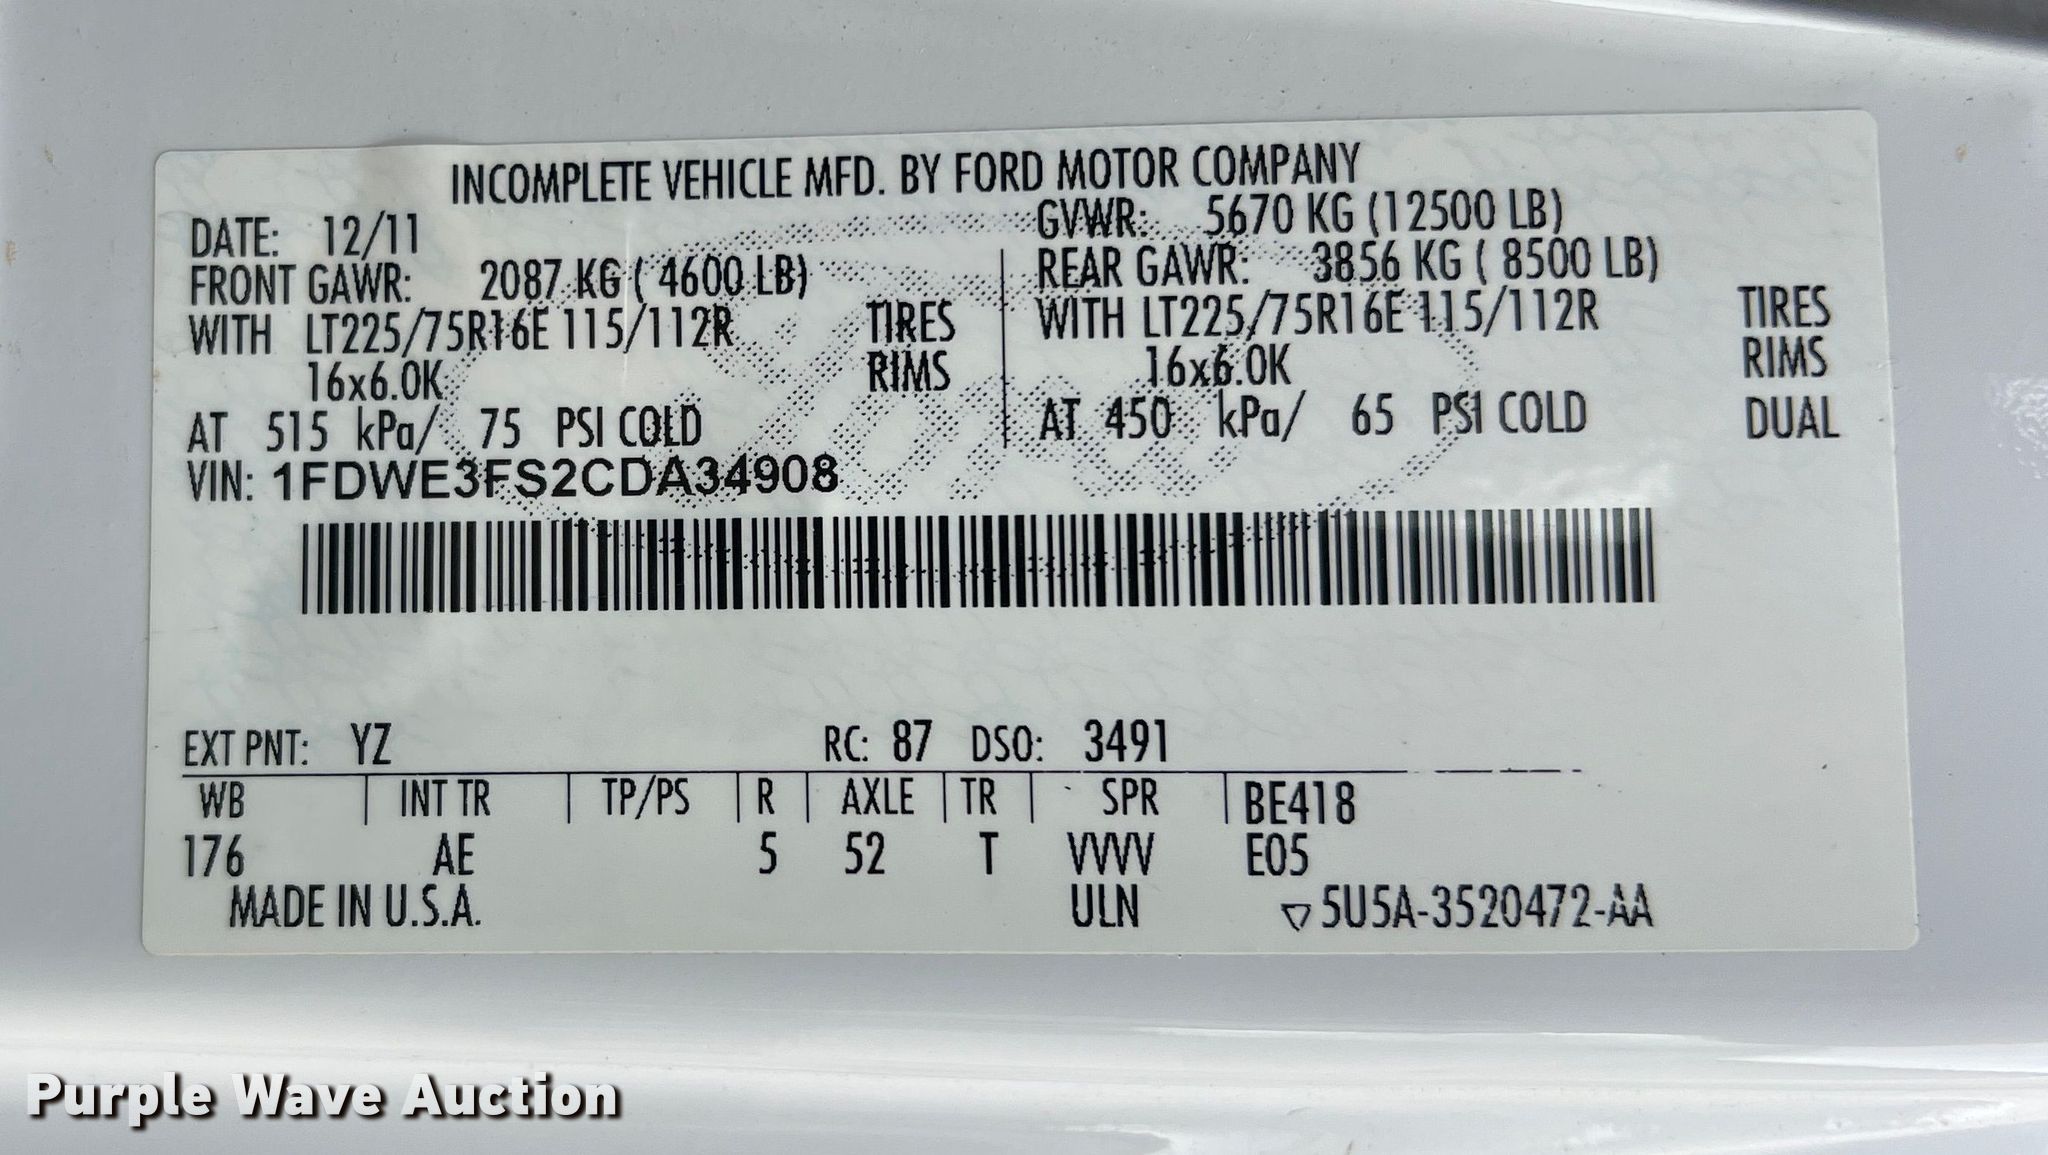 INCOMPLETE VEHICLE MFD. BY FORD MOTOR COMPANY
DATE: 12/11 GVWR: 5670 KG (12500 LB)
FRONT GAWR: 2087 KG ( 4600 LB) REAR GAWR: 3856 KG ( 8500 LB)
WITH LT225/75R16E 115/112R TIRES WITH LT225/75R16E 115/112R TIRES
16x6.0K RIMS 16x6.0K RIMS
AT 515 kPa/ 75 PSI COLD AT 450 kPa/ 65 PSI COLD DUAL
VIN: 1FDWE3FS2CDA34908
EXT PNT: YZ RC: 87 DSO: 3491
WB INT TR TP/PS R AXLE TR SPR BE418
176 AE 5 52 T VVVV E05
MADE IN U.S.A. ULN ▽5U5A-3520472-AA
Purple Wave Auction